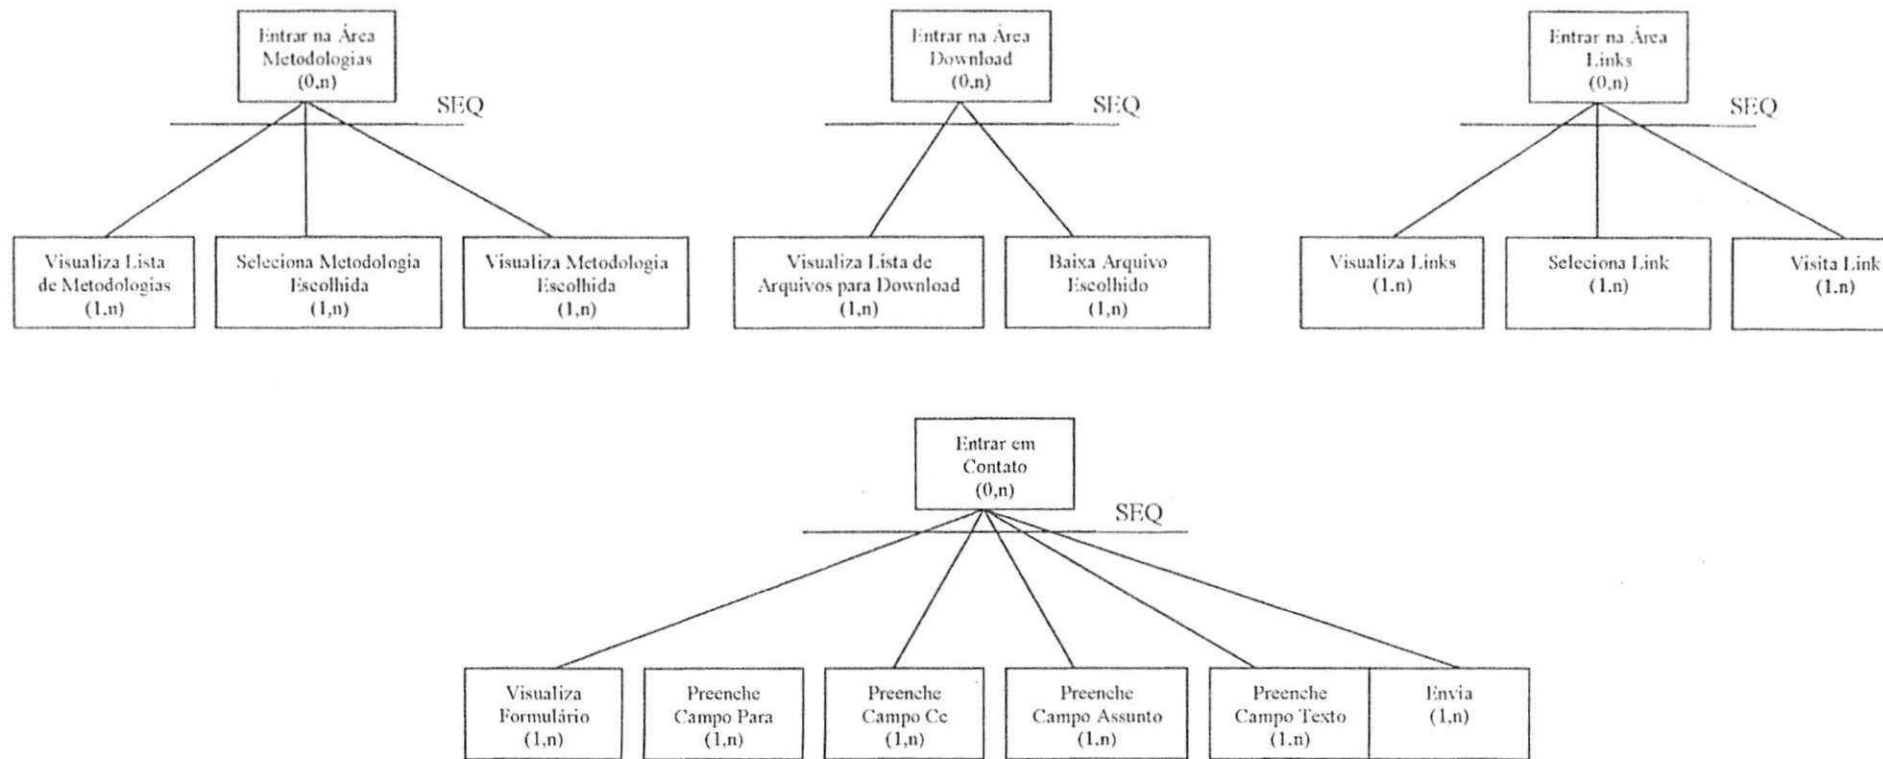 Entrar na Área
Metodologias
(0,n)
SEQ
Entrar na Área
Download
(0,n)
SEQ
Entrar na Área
Links
(0,n)
SEQ
Visualiza Lista
de Metodologias
(1,n)
Seleciona Metodologia
Escolhida
(1,n)
Visualiza Metodologia
Escolhida
(1,n)
Visualiza Lista de
Arquivos para Download
(1,n)
Baixa Arquivo
Escolhido
(1,n)
Visualiza Links
(1,n)
Seleciona Link
(1,n)
Visita Link
(1,n)
Entrar em
Contato
(0,n)
SEQ
Visualiza
Formulário
(1,n)
Preenche
Campo Para
(1,n)
Preenche
Campo Cc
(1,n)
Preenche
Campo Assunto
(1,n)
Preenche
Campo Texto
(1,n)
Envia
(1,n)